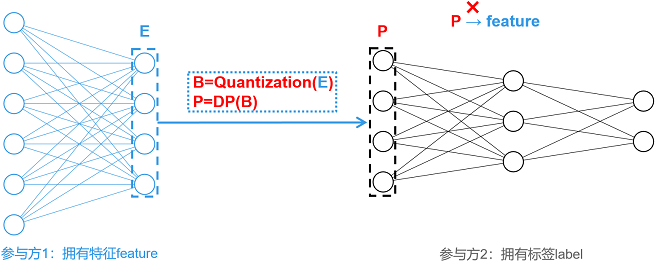 P → feature
E
P
B=Quantization(E)
P=DP(B)
参与方1：拥有特征feature
参与方2：拥有标签label